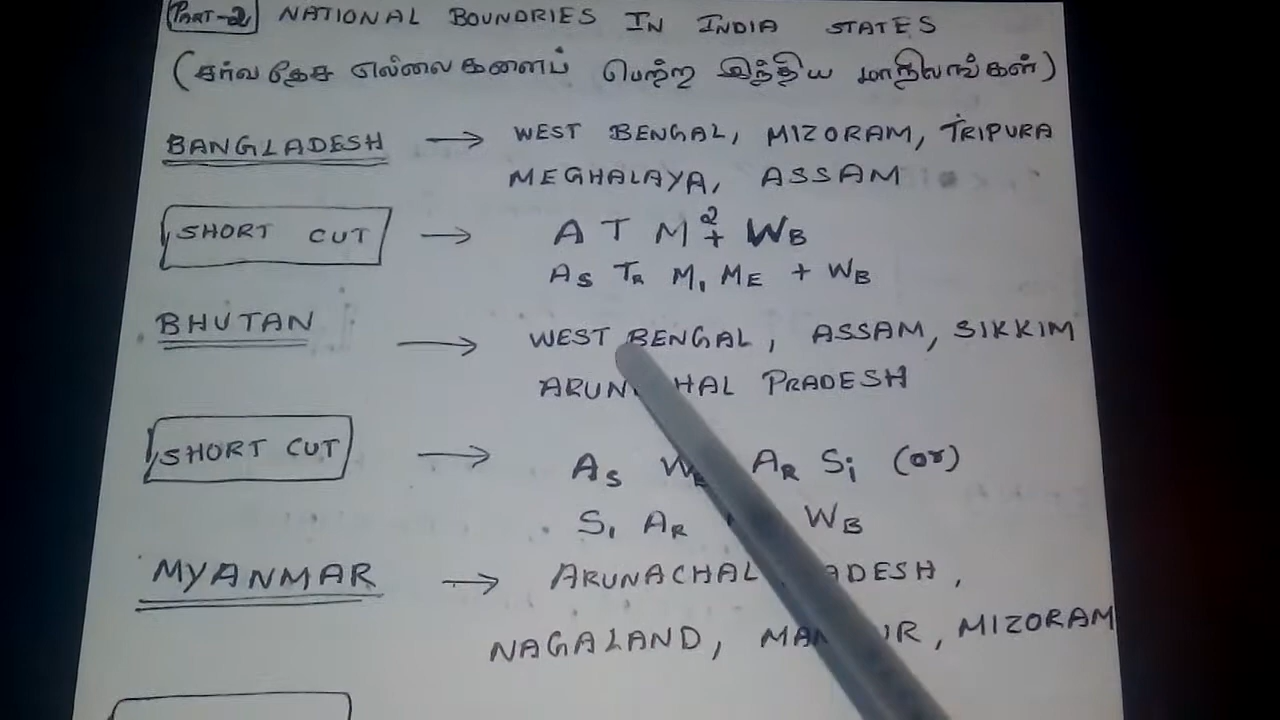 PART-2 NATIONAL BOUNDRIES IN INDIA STATES
(சர்வ தேச எல்லை களைப் பெற்ற இந்திய மாநிலங்கள்)
BANGLADESH → WEST BENGAL, MIZORAM, TRIPURA
MEGHALAYA, ASSAM
SHORT CUT → A T M² + WB
AS TR MI ME + WB
BHUTAN → WEST BENGAL, ASSAM, SIKKIM
ARUN HAL PRADESH
SHORT CUT → AS W AR Si (or)
SI AR WB
MYANMAR → ARUNACHAL ADESH,
NAGALAND, MAN UR, MIZORAM